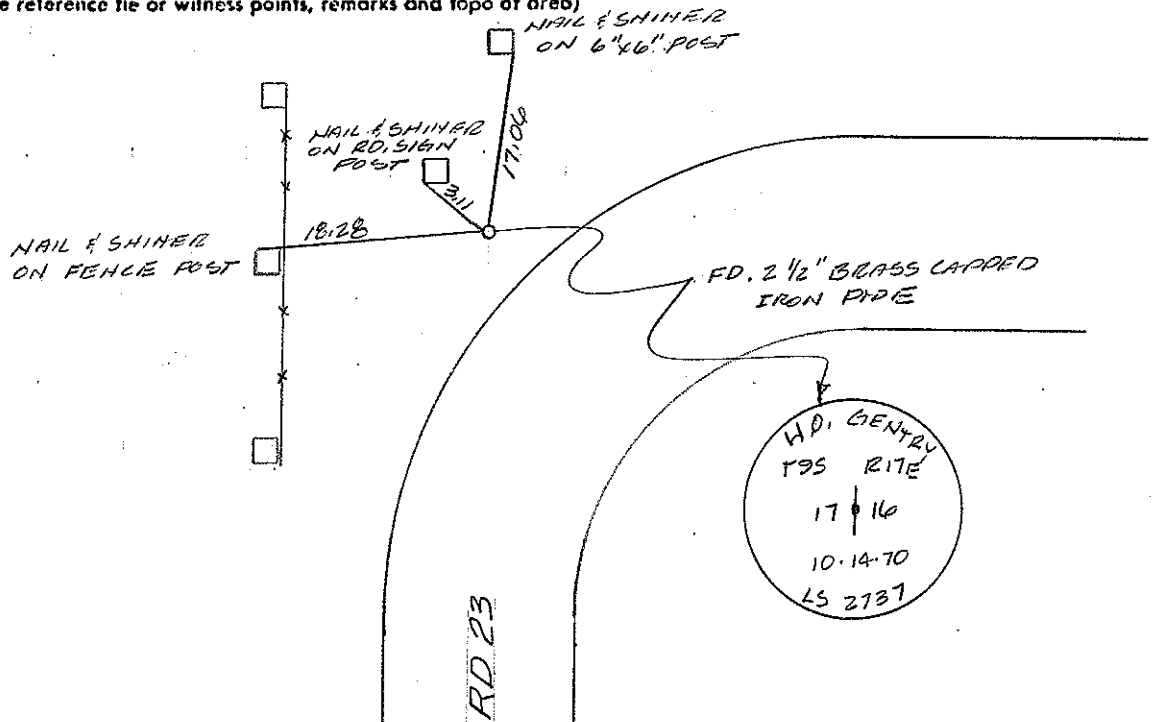 e reference tie or witness points, remarks and topo of area)
NAIL & SHINER
ON 6"x6" POST
NAIL & SHINER
ON RD. SIGN
POST
17.06
3.11
18.28
NAIL & SHINER
ON FENCE POST
FD. 2 1/2" BRASS CAPPED
IRON PIPE
W.D. GENTRY
T9S R17E
17 16
10·14·70
LS 2737
RD 23